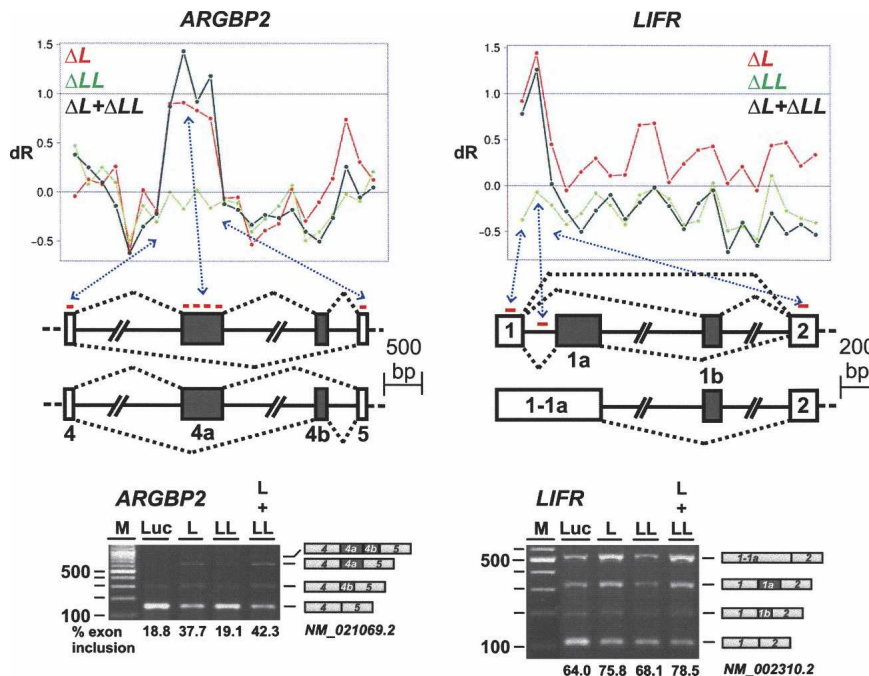 ARGBP2
LIFR
1.5
1.0
0.5
dR
0.0
−0.5
ΔL
ΔLL
ΔL+ΔLL
1.5
1.0
0.5
dR
0.0
−0.5
ΔL
ΔLL
ΔL+ΔLL
500
bp
4
4a
4b
5
1
1a
1b
2
200
bp
1-1a
2
ARGBP2
M Luc L LL L + LL
500
100
4 4a 4b 5
4 4a 5
4 4b 5
4 5
% exon inclusion
18.8 37.7 19.1 42.3
NM_021069.2
LIFR
M Luc L LL L + LL
500
100
1-1a 2
1 1a 2
1 1b 2
1 2
64.0 75.8 68.1 78.5
NM_002310.2